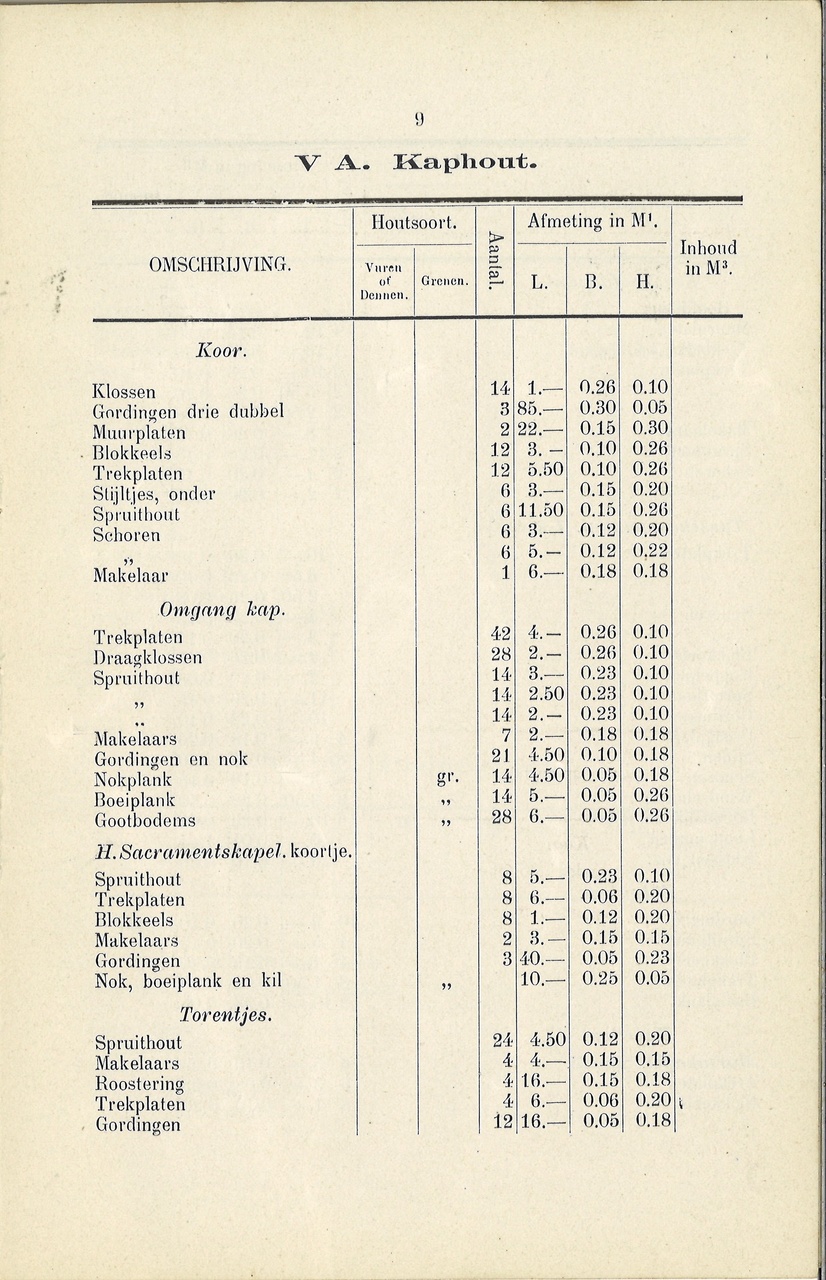 9
V A. Kaphout.
OMSCHRIJVING. Houtsoort. Vuren of Dennen. Grenen. Aantal. Afmeting in M¹. L. B. H. Inhoud in M³.
Koor.
Klossen 14 1.— 0.26 0.10
Gordingen drie dubbel 3 85.— 0.30 0.05
Muurplaten 2 22.— 0.15 0.30
Blokkeels 12 3.– 0.10 0.26
Trekplaten 12 5.50 0.10 0.26
Stijltjes, onder 6 3.— 0.15 0.20
Spruithout 6 11.50 0.15 0.26
Schoren 6 3.— 0.12 0.20
„ 6 5.– 0.12 0.22
Makelaar 1 6.— 0.18 0.18
Omgang kap.
Trekplaten 42 4.– 0.26 0.10
Draagklossen 28 2.– 0.26 0.10
Spruithout 14 3.— 0.23 0.10
„ 14 2.50 0.23 0.10
„ 14 2.– 0.23 0.10
Makelaars 7 2.— 0.18 0.18
Gordingen en nok 21 4.50 0.10 0.18
Nokplank gr. 14 4.50 0.05 0.18
Boeiplank „ 14 5.— 0.05 0.26
Gootbodems „ 28 6.— 0.05 0.26
H. Sacramentskapel. koortje.
Spruithout 8 5.— 0.23 0.10
Trekplaten 8 6.— 0.06 0.20
Blokkeels 8 1.— 0.12 0.20
Makelaars 2 3.— 0.15 0.15
Gordingen 3 40.— 0.05 0.23
Nok, boeiplank en kil „ 10.— 0.25 0.05
Torentjes.
Spruithout 24 4.50 0.12 0.20
Makelaars 4 4.— 0.15 0.15
Roostering 4 16.— 0.15 0.18
Trekplaten 4 6.— 0.06 0.20
Gordingen 12 16.— 0.05 0.18